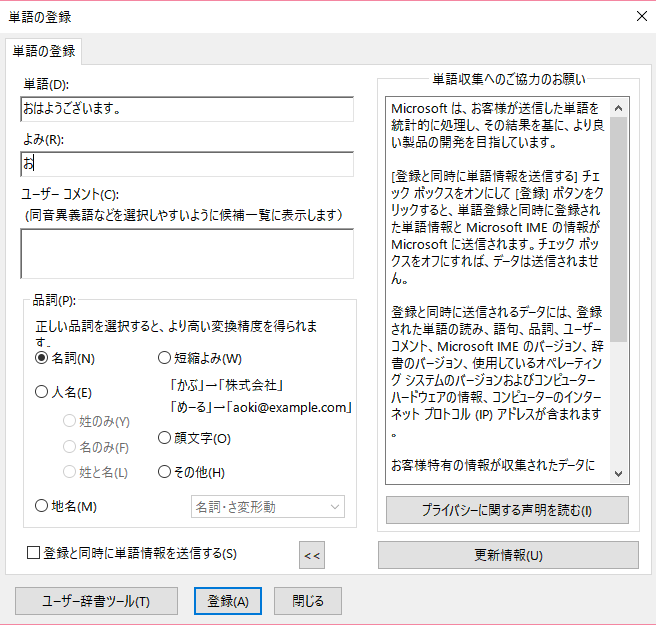 単語の登録
単語の登録
単語(D):
おはようございます。
よみ(R):
お
ユーザー コメント(C):
(同音異義語などを選択しやすいように候補一覧に表示します)
品詞(P):
正しい品詞を選択すると、より高い変換精度を得られま
す。
名詞(N)
短縮よみ(W)
人名(E)
「かぶ」→「株式会社」
「めーる」→「aoki@example.com」
姓のみ(Y)
名のみ(F)
顔文字(O)
姓と名(L)
その他(H)
地名(M)
名詞・さ変形動
登録と同時に単語情報を送信する(S)
<<
ユーザー辞書ツール(T)
登録(A)
閉じる
単語収集へのご協力のお願い
Microsoft は、お客様が送信した単語を
統計的に処理し、その結果を基に、より良
い製品の開発を目指しています。
[登録と同時に単語情報を送信する] チェ
ック ボックスをオンにして [登録] ボタンをク
リックすると、単語登録と同時に登録され
た単語情報と Microsoft IME の情報が
Microsoft に送信されます。チェック ボッ
クスをオフにすれば、データは送信されませ
ん。
登録と同時に送信されるデータには、登録
された単語の読み、語句、品詞、ユーザー
コメント、Microsoft IME のバージョン、辞
書のバージョン、使用しているオペレーティ
ング システムのバージョンおよびコンピューター
ハードウェアの情報、コンピューターのインター
ネット プロトコル (IP) アドレスが含まれます
。
お客様特有の情報が収集されたデータに
プライバシーに関する声明を読む(I)
更新情報(U)